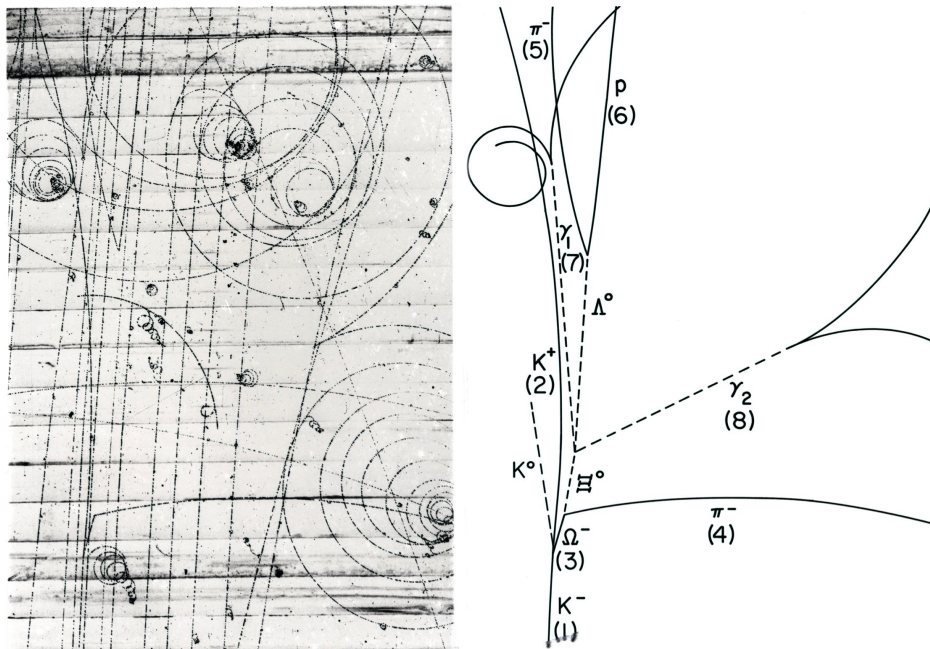 π⁻
(5)
p
(6)
γ₁
(7)
Λ°
K⁺
(2)
γ₂
(8)
K°
Ξ°
π⁻
(4)
Ω⁻
(3)
K⁻
(1)